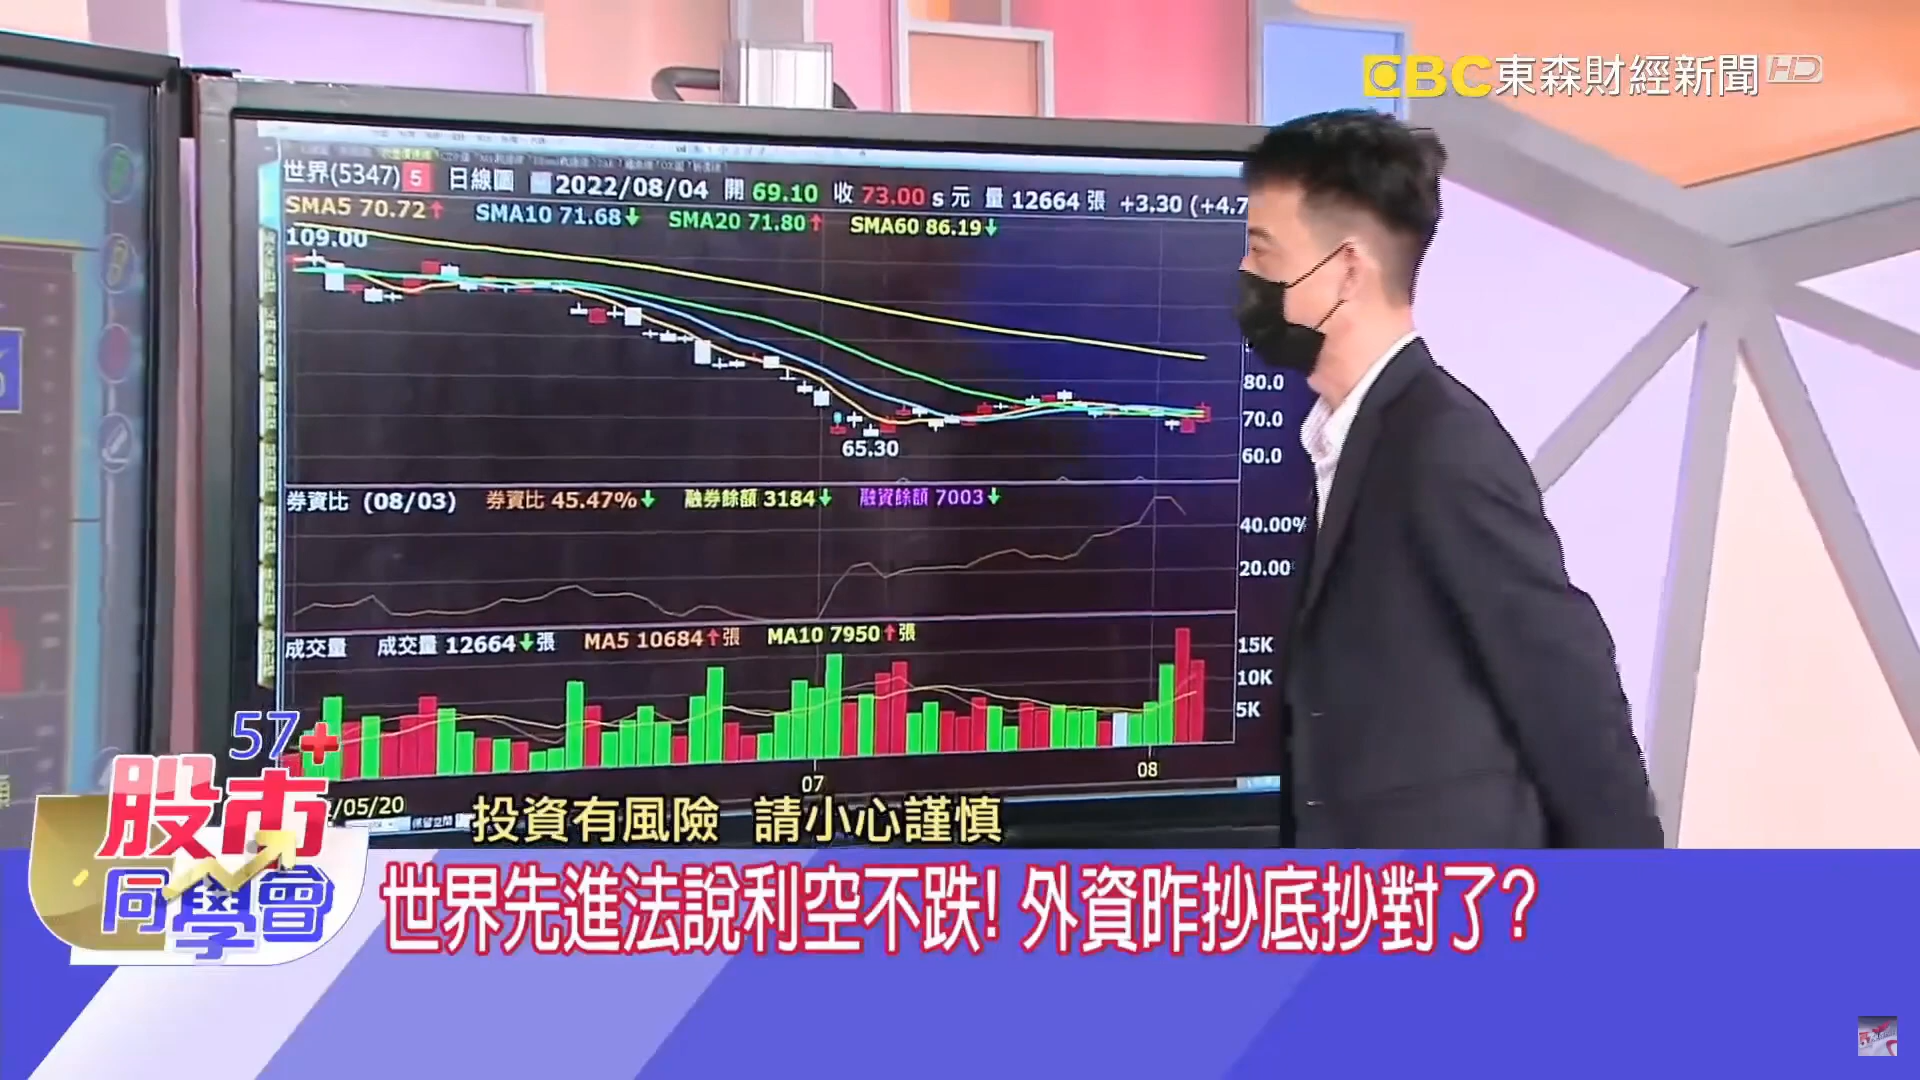 EBC東森財經新聞HD
世界(5347) 5 日線圖 2022/08/04 開 69.10 收 73.00 s 元 量 12664 張 +3.30 (+4.7
SMA5 70.72↑ SMA10 71.68↓ SMA20 71.80↑ SMA60 86.19↓
109.00
80.0
70.0
65.30
60.0
券資比 (08/03) 券資比 45.47%↓ 融券餘額 3184↓ 融資餘額 7003↓
40.00%
20.00
成交量 成交量 12664↓張 MA5 10684↑張 MA10 7950↑張
15K
10K
5K
07
08
/05/20
57+
股市
同學會
投資有風險 請小心謹慎
世界先進法說利空不跌! 外資昨抄底抄對了?